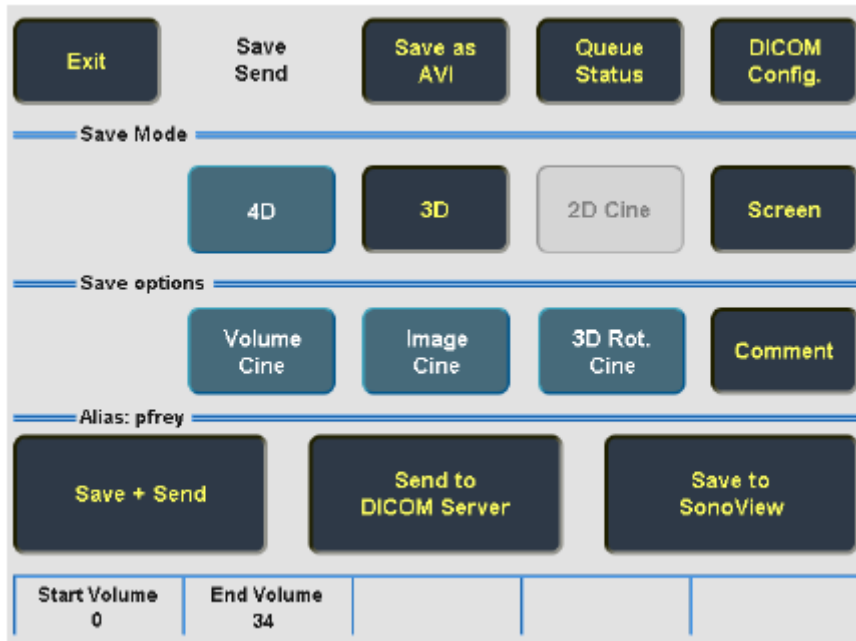 Exit
Save
Send
Save as
AVI
Queue
Status
DICOM
Config.
Save Mode
4D
3D
2D Cine
Screen
Save options
Volume
Cine
Image
Cine
3D Rot.
Cine
Comment
Alias: pfrey
Save + Send
Send to
DICOM Server
Save to
SonoView
Start Volume
0
End Volume
34